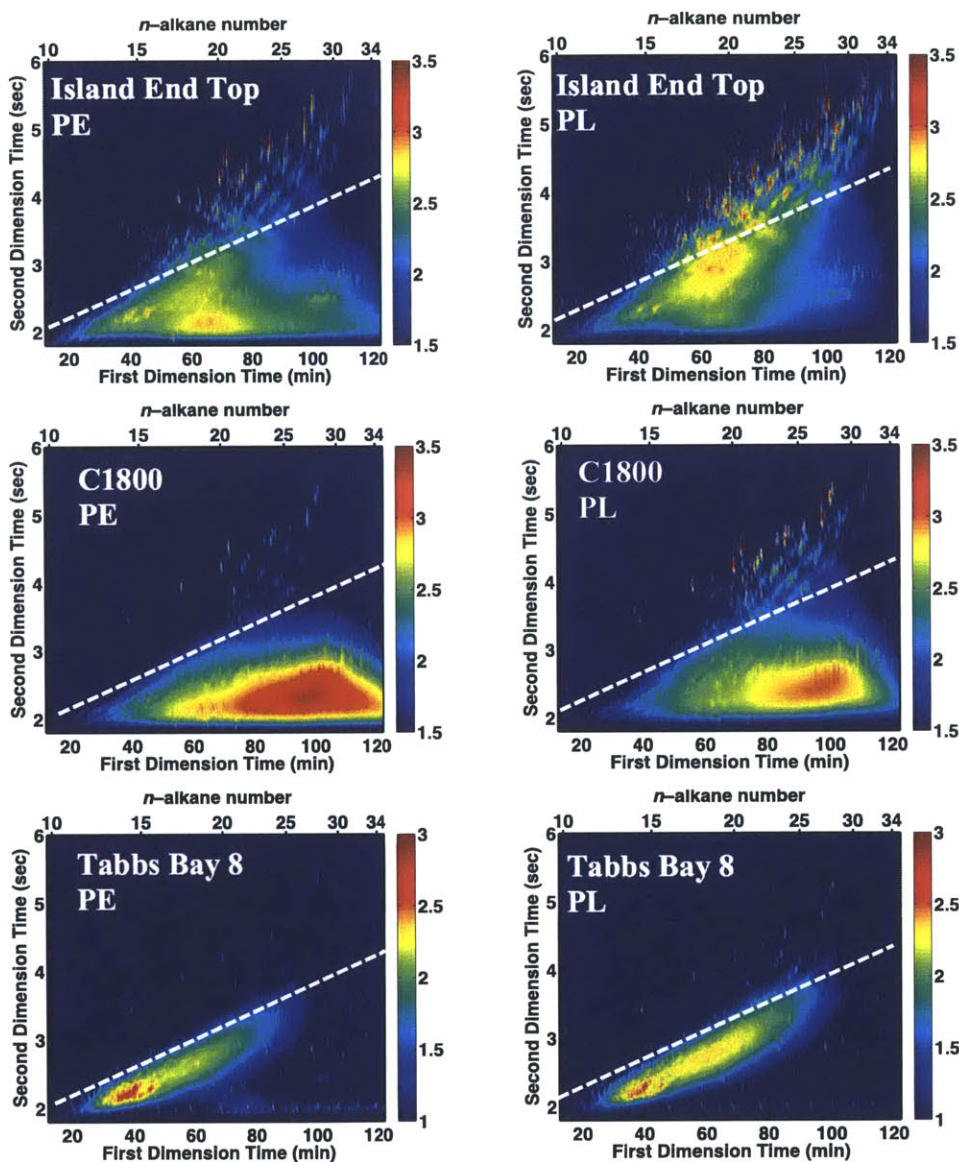 n–alkane number
10 15 20 25 30 34
6 5 4 3 2
Second Dimension Time (sec)
Island End Top
PE
3.5 3 2.5 2 1.5
20 40 60 80 100 120
First Dimension Time (min)
n–alkane number
10 15 20 25 30 34
6 5 4 3 2
Second Dimension Time (sec)
Island End Top
PL
3.5 3 2.5 2 1.5
20 40 60 80 100 120
First Dimension Time (min)
n–alkane number
10 15 20 25 30 34
6 5 4 3 2
Second Dimension Time (sec)
C1800
PE
3.5 3 2.5 2 1.5
20 40 60 80 100 120
First Dimension Time (min)
n–alkane number
10 15 20 25 30 34
6 5 4 3 2
Second Dimension Time (sec)
C1800
PL
3.5 3 2.5 2 1.5
20 40 60 80 100 120
First Dimension Time (min)
n–alkane number
10 15 20 25 30 34
6 5 4 3 2
Second Dimension Time (sec)
Tabbs Bay 8
PE
3 2.5 2 1.5 1
20 40 60 80 100 120
First Dimension Time (min)
n–alkane number
10 15 20 25 30 34
6 5 4 3 2
Second Dimension Time (sec)
Tabbs Bay 8
PL
3 2.5 2 1.5 1
20 40 60 80 100 120
First Dimension Time (min)